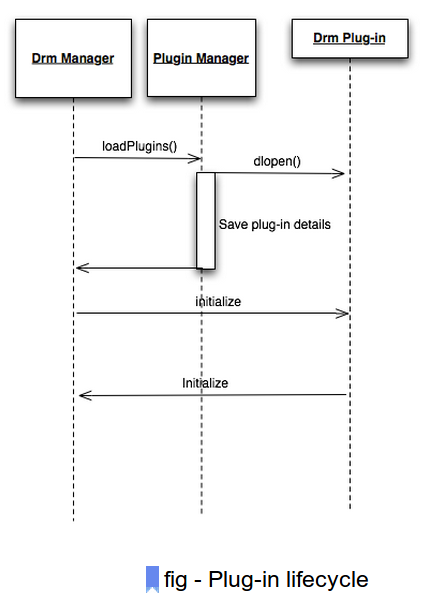 Drm Manager
Plugin Manager
Drm Plug-in
loadPlugins()
dlopen()
Save plug-in details
initialize
Initialize
fig - Plug-in lifecycle